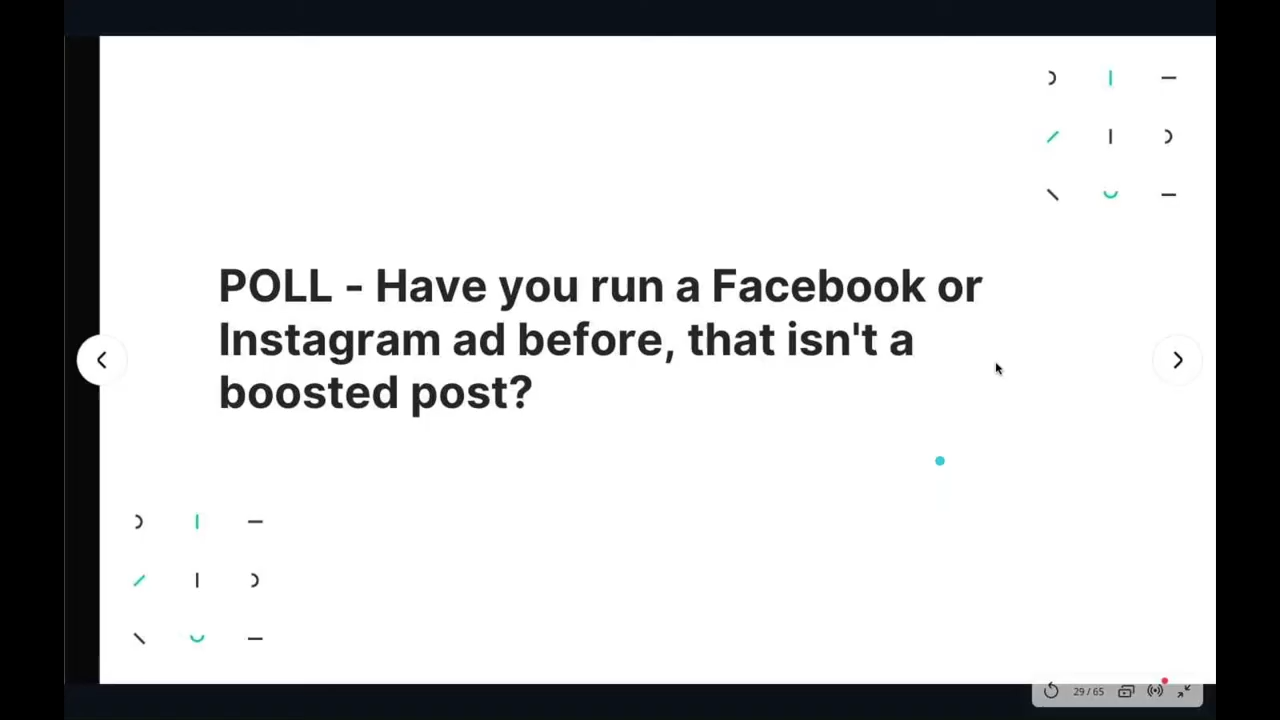 POLL - Have you run a Facebook or
Instagram ad before, that isn't a
boosted post?
29 / 65